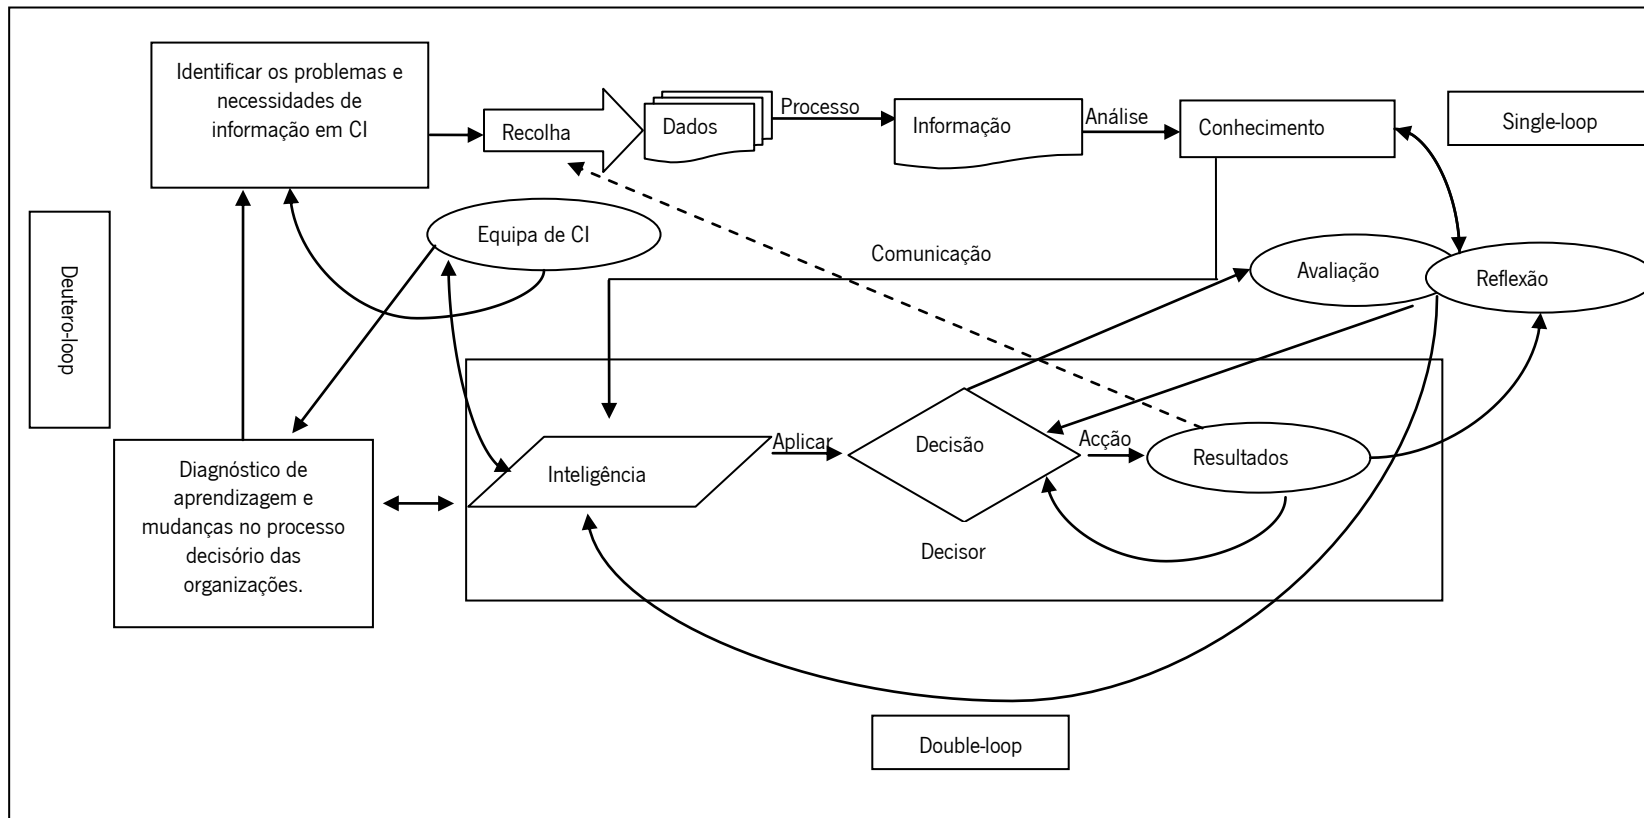 Identificar os problemas e
necessidades de
informação em CI
Recolha
Dados
Processo
Informação
Análise
Conhecimento
Single-loop
Equipa de CI
Comunicação
Avaliação
Reflexão
Deutero-loop
Diagnóstico de
aprendizagem e
mudanças no processo
decisório das
organizações.
Inteligência
Aplicar
Decisão
Acção
Resultados
Decisor
Double-loop